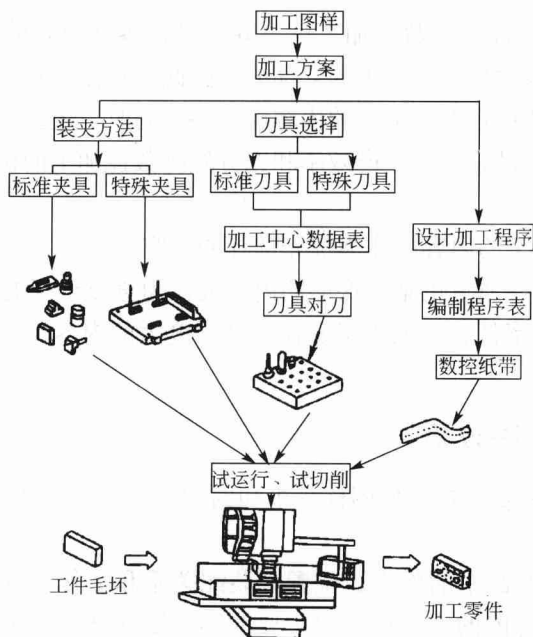 加工图样
加工方案
装夹方法
刀具选择
标准夹具
特殊夹具
标准刀具
特殊刀具
加工中心数据表
设计加工程序
刀具对刀
编制程序表
数控纸带
试运行、试切削
工件毛坯
加工零件